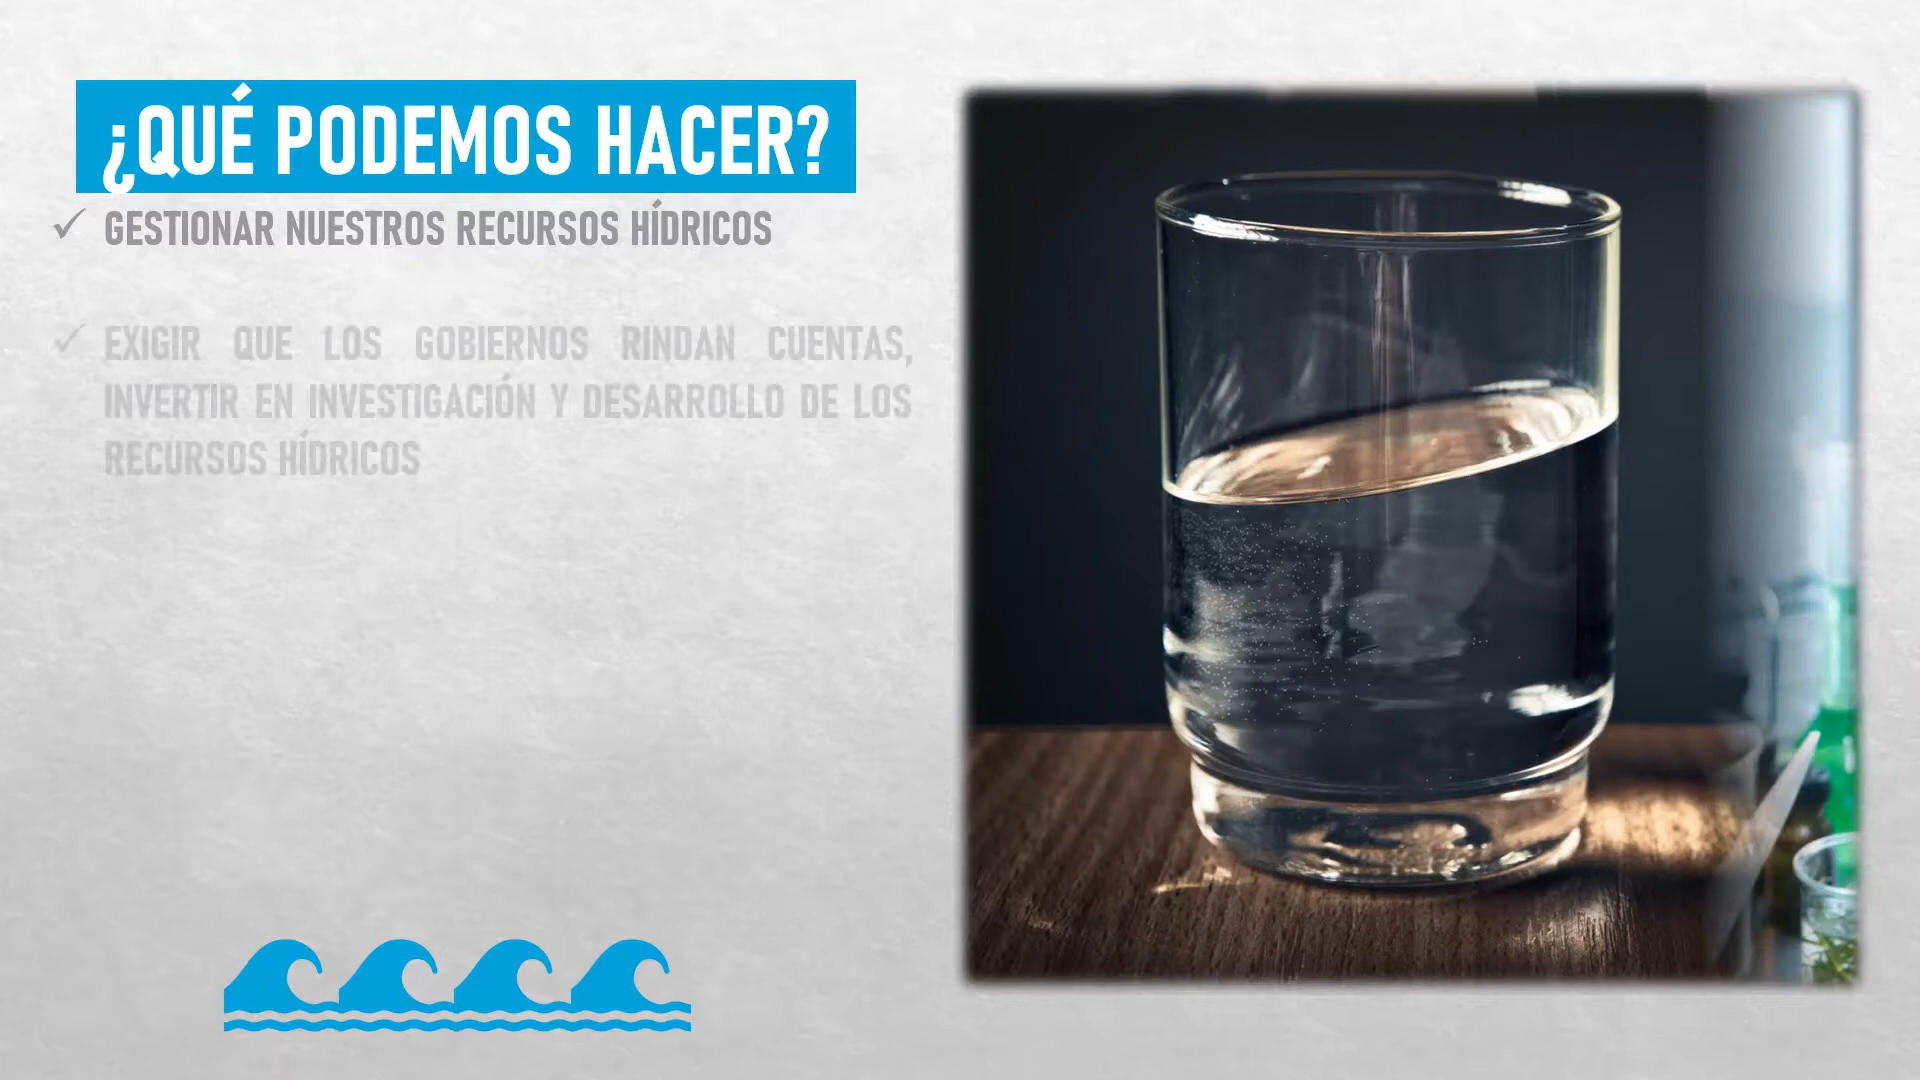 ¿QUÉ PODEMOS HACER?
✓ GESTIONAR NUESTROS RECURSOS HÍDRICOS
✓ EXIGIR QUE LOS GOBIERNOS RINDAN CUENTAS,
INVERTIR EN INVESTIGACIÓN Y DESARROLLO DE LOS
RECURSOS HÍDRICOS